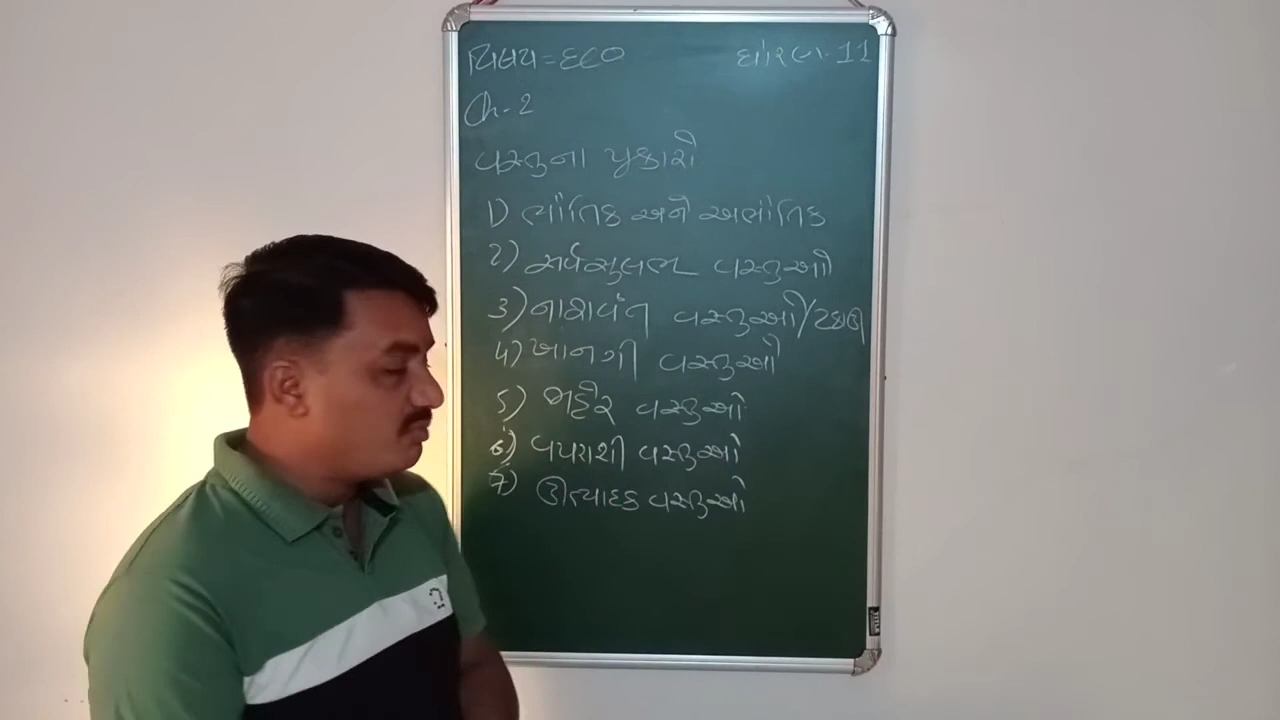 વિષય = ECO ધોરણ - 11
Ch - 2
વસ્તુના પ્રકારો
1) ભૌતિક અને અભૌતિક
2) સર્વસુલભ વસ્તુઓ
3) નાશવંત વસ્તુઓ/ટકાઉ
4) ખાનગી વસ્તુઓ
5) જાહેર વસ્તુઓ
6) વપરાશી વસ્તુઓ
7) ઉત્પાદક વસ્તુઓ